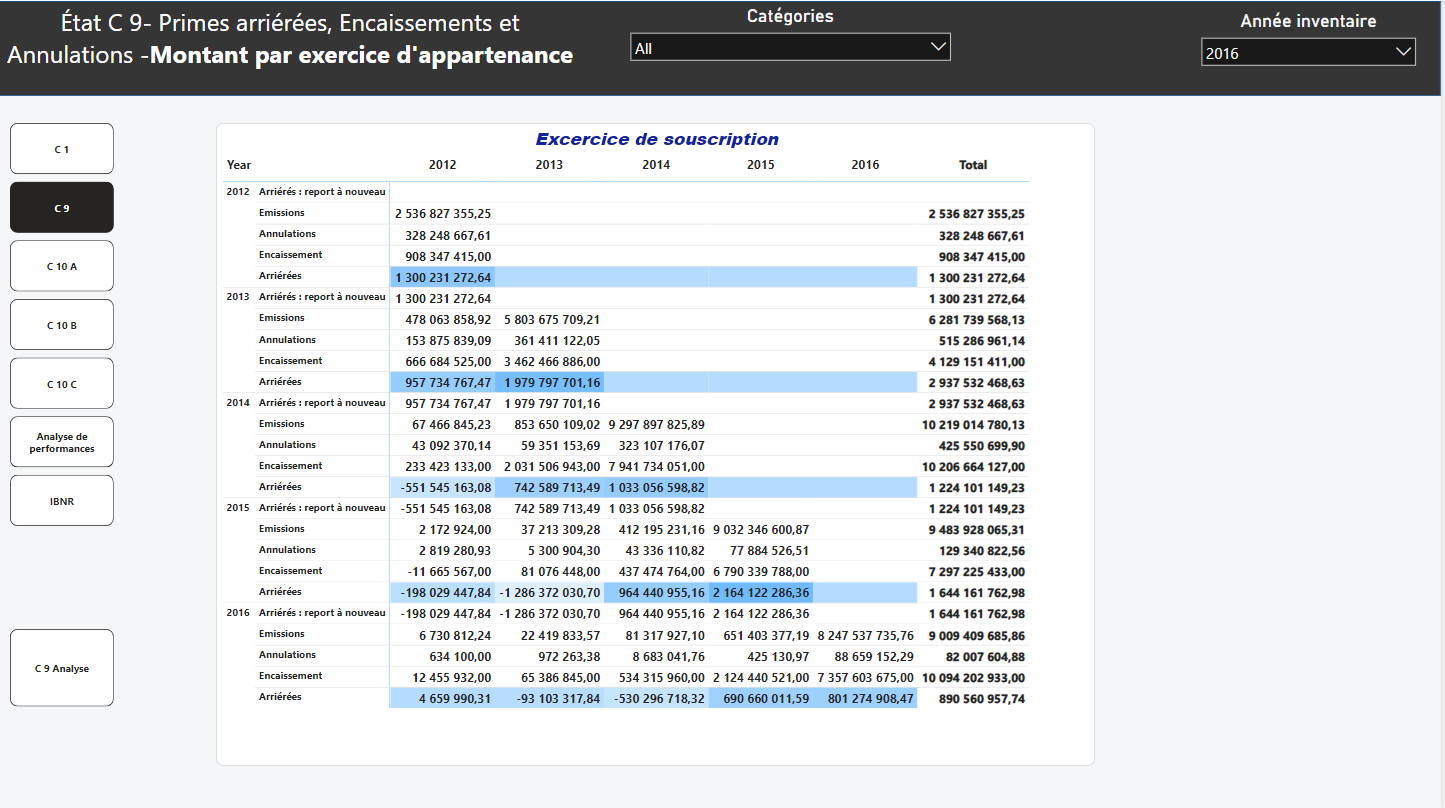 État C 9- Primes arriérées, Encaissements et
Annulations -Montant par exercice d'appartenance
Catégories
All
Année inventaire
2016
C 1
C 9
C 10 A
C 10 B
C 10 C
Analyse de
performances
IBNR
C 9 Analyse
Excercice de souscription
Year 2012 2013 2014 2015 2016 Total
2012 Arriérés : report à nouveau
Emissions 2 536 827 355,25 2 536 827 355,25
Annulations 328 248 667,61 328 248 667,61
Encaissement 908 347 415,00 908 347 415,00
Arriérées 1 300 231 272,64 1 300 231 272,64
2013 Arriérés : report à nouveau 1 300 231 272,64 1 300 231 272,64
Emissions 478 063 858,92 5 803 675 709,21 6 281 739 568,13
Annulations 153 875 839,09 361 411 122,05 515 286 961,14
Encaissement 666 684 525,00 3 462 466 886,00 4 129 151 411,00
Arriérées 957 734 767,47 1 979 797 701,16 2 937 532 468,63
2014 Arriérés : report à nouveau 957 734 767,47 1 979 797 701,16 2 937 532 468,63
Emissions 67 466 845,23 853 650 109,02 9 297 897 825,89 10 219 014 780,13
Annulations 43 092 370,14 59 351 153,69 323 107 176,07 425 550 699,90
Encaissement 233 423 133,00 2 031 506 943,00 7 941 734 051,00 10 206 664 127,00
Arriérées -551 545 163,08 742 589 713,49 1 033 056 598,82 1 224 101 149,23
2015 Arriérés : report à nouveau -551 545 163,08 742 589 713,49 1 033 056 598,82 1 224 101 149,23
Emissions 2 172 924,00 37 213 309,28 412 195 231,16 9 032 346 600,87 9 483 928 065,31
Annulations 2 819 280,93 5 300 904,30 43 336 110,82 77 884 526,51 129 340 822,56
Encaissement -11 665 567,00 81 076 448,00 437 474 764,00 6 790 339 788,00 7 297 225 433,00
Arriérées -198 029 447,84 -1 286 372 030,70 964 440 955,16 2 164 122 286,36 1 644 161 762,98
2016 Arriérés : report à nouveau -198 029 447,84 -1 286 372 030,70 964 440 955,16 2 164 122 286,36 1 644 161 762,98
Emissions 6 730 812,24 22 419 833,57 81 317 927,10 651 403 377,19 8 247 537 735,76 9 009 409 685,86
Annulations 634 100,00 972 263,38 8 683 041,76 425 130,97 88 659 152,29 82 007 604,88
Encaissement 12 455 932,00 65 386 845,00 534 315 960,00 2 124 440 521,00 7 357 603 675,00 10 094 202 933,00
Arriérées 4 659 990,31 -93 103 317,84 -530 296 718,32 690 660 011,59 801 274 908,47 890 560 957,74